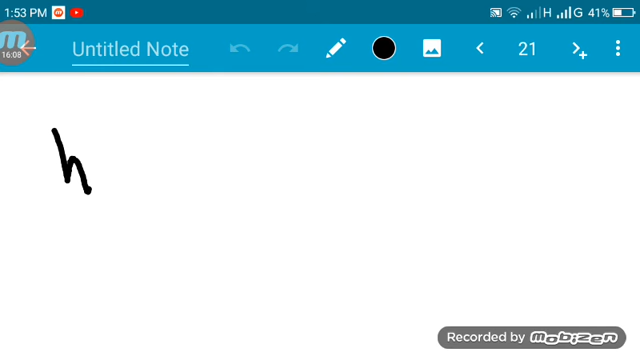 1:53 PM H G 41%
16:08 Untitled Note 21
h
Recorded by mobizen